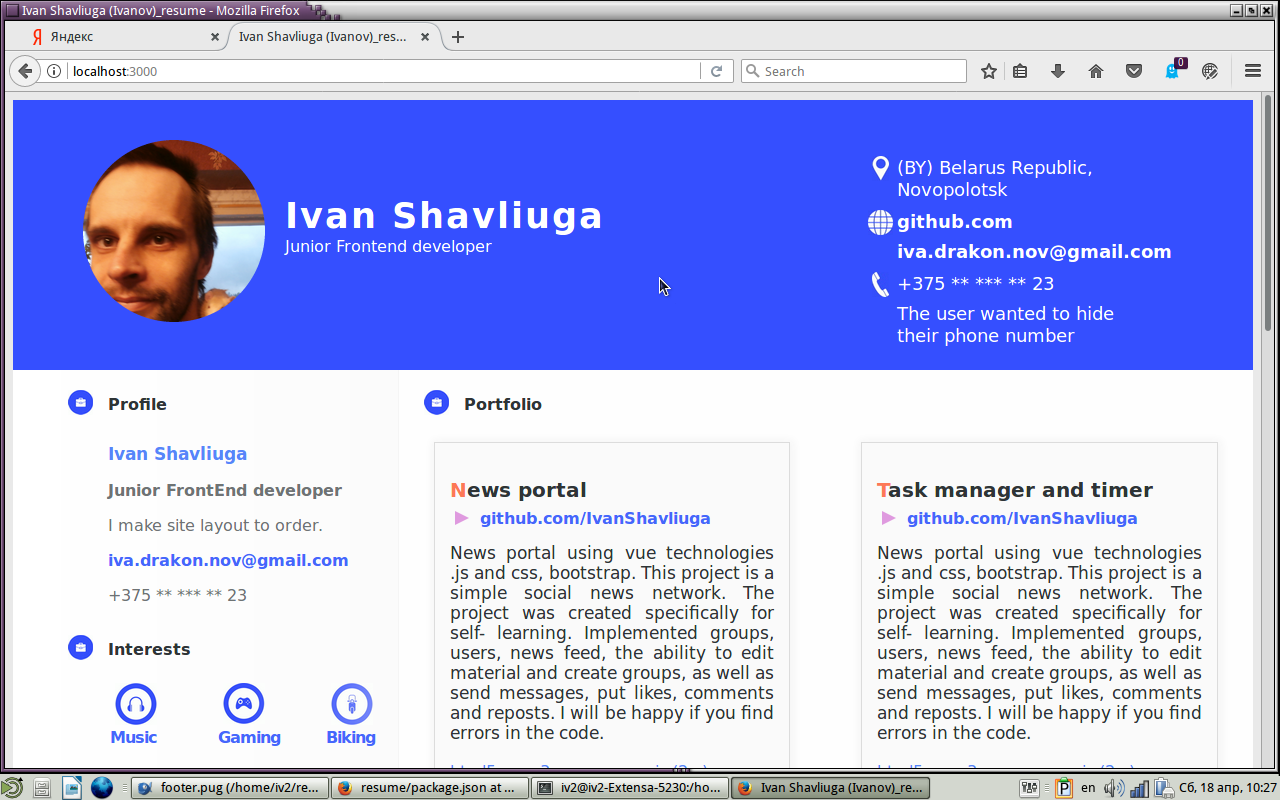 Ivan Shavliuga (Ivanov)_resume - Mozilla Firefox
Яндекс
Ivan Shavliuga (Ivanov)_res...
localhost:3000
Search
0
Ivan Shavliuga
Junior Frontend developer
(BY) Belarus Republic,
Novopolotsk
github.com
iva.drakon.nov@gmail.com
+375 ** *** ** 23
The user wanted to hide
their phone number
Profile
Ivan Shavliuga
Junior FrontEnd developer
I make site layout to order.
iva.drakon.nov@gmail.com
+375 ** *** ** 23
Interests
Music
Gaming
Biking
Portfolio
News portal
github.com/IvanShavliuga
News portal using vue technologies
.js and css, bootstrap. This project is a
simple social news network. The
project was created specifically for
self- learning. Implemented groups,
users, news feed, the ability to edit
material and create groups, as well as
send messages, put likes, comments
and reposts. I will be happy if you find
errors in the code.
Task manager and timer
github.com/IvanShavliuga
News portal using vue technologies
.js and css, bootstrap. This project is a
simple social news network. The
project was created specifically for
self- learning. Implemented groups,
users, news feed, the ability to edit
material and create groups, as well as
send messages, put likes, comments
and reposts. I will be happy if you find
errors in the code.
footer.pug (/home/iv2/re...
resume/package.json at ...
iv2@iv2-Extensa-5230:/ho...
Ivan Shavliuga (Ivanov)_re...
en
Сб, 18 апр, 10:27